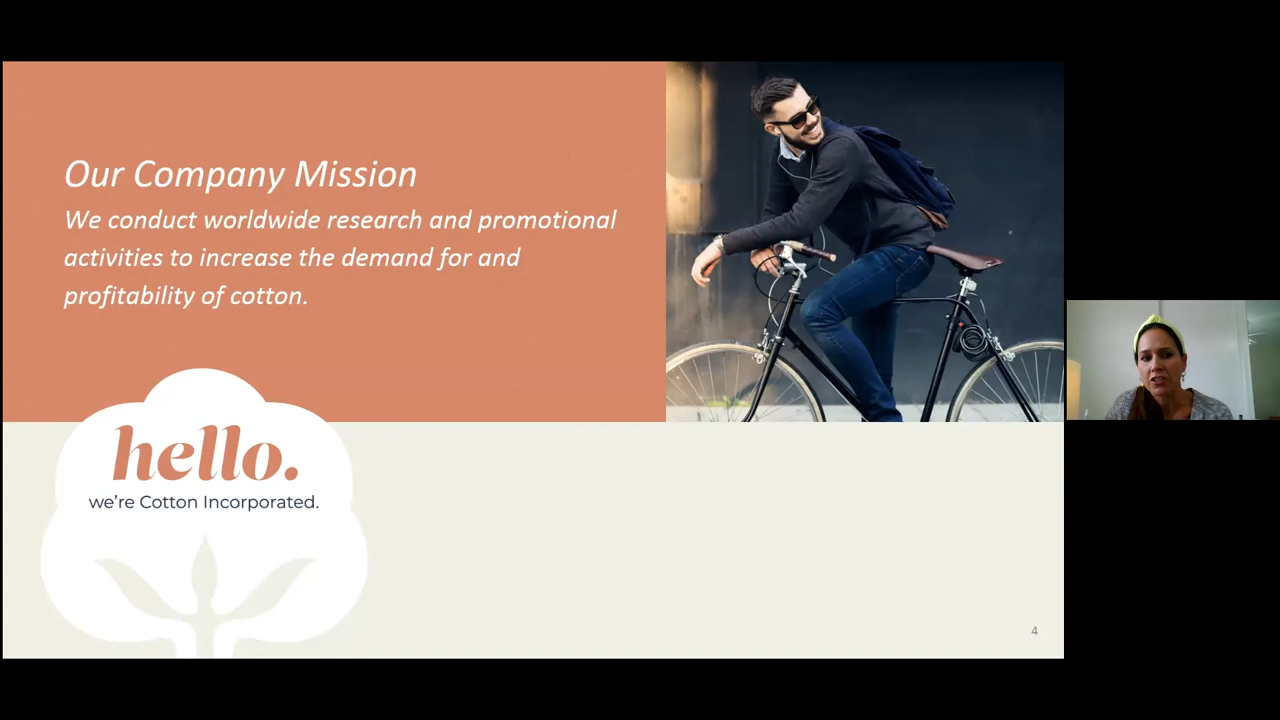 Our Company Mission
We conduct worldwide research and promotional
activities to increase the demand for and
profitability of cotton.
hello.
we're Cotton Incorporated.
4